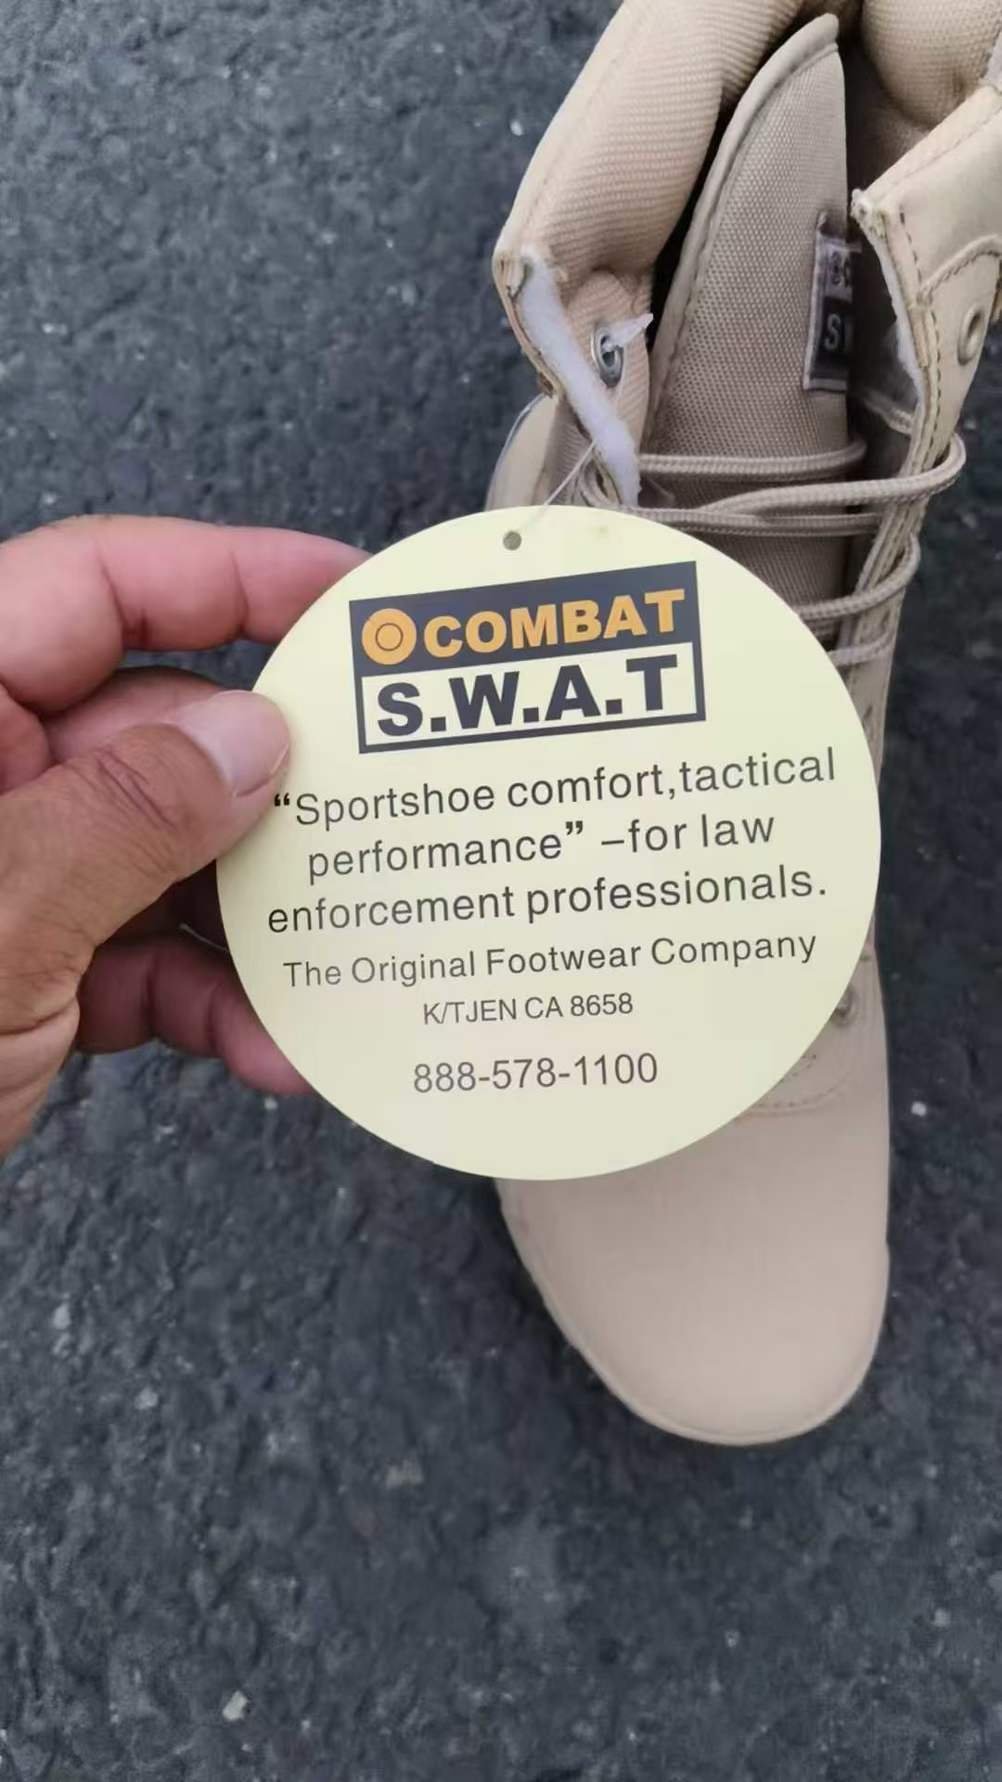 COMBAT
S.W.A.T
“Sportshoe comfort,tactical
performance” –for law
enforcement professionals.
The Original Footwear Company
K/TJEN CA 8658
888-578-1100